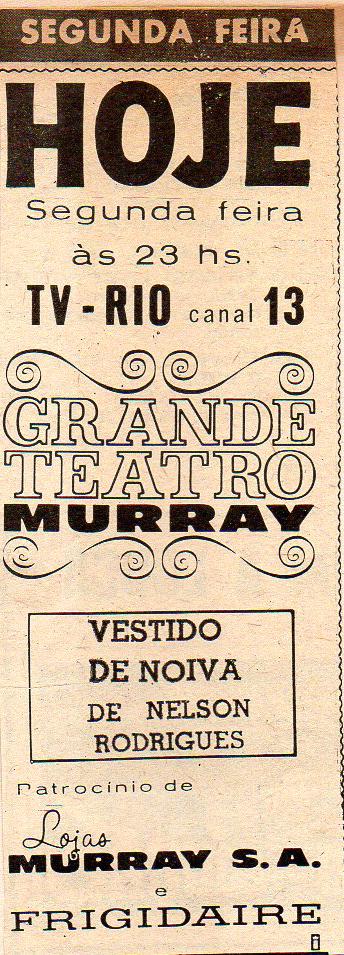 SEGUNDA FEIRA
HOJE
Segunda feira
às 23 hs.
TV-RIO canal 13
GRANDE
TEATRO
MURRAY
VESTIDO
DE NOIVA
DE NELSON
RODRIGUES
Patrocinio de
Lojas
MURRAY S.A.
e
FRIGIDAIRE